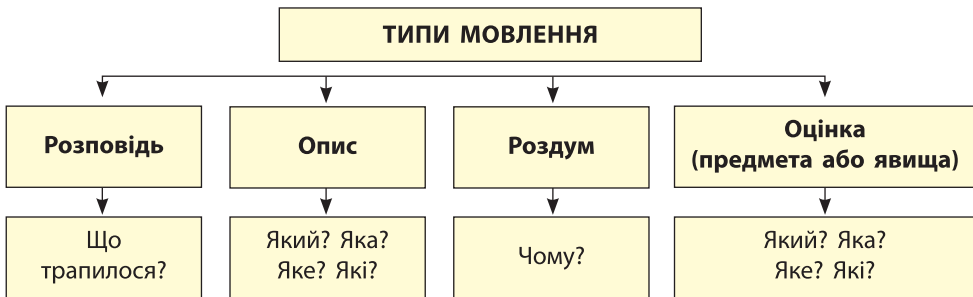 ТИПИ МОВЛЕННЯ
Розповідь
Опис
Роздум
Оцінка
(предмета або явища)
Що
трапилося?
Який? Яка?
Яке? Які?
Чому?
Який? Яка?
Яке? Які?